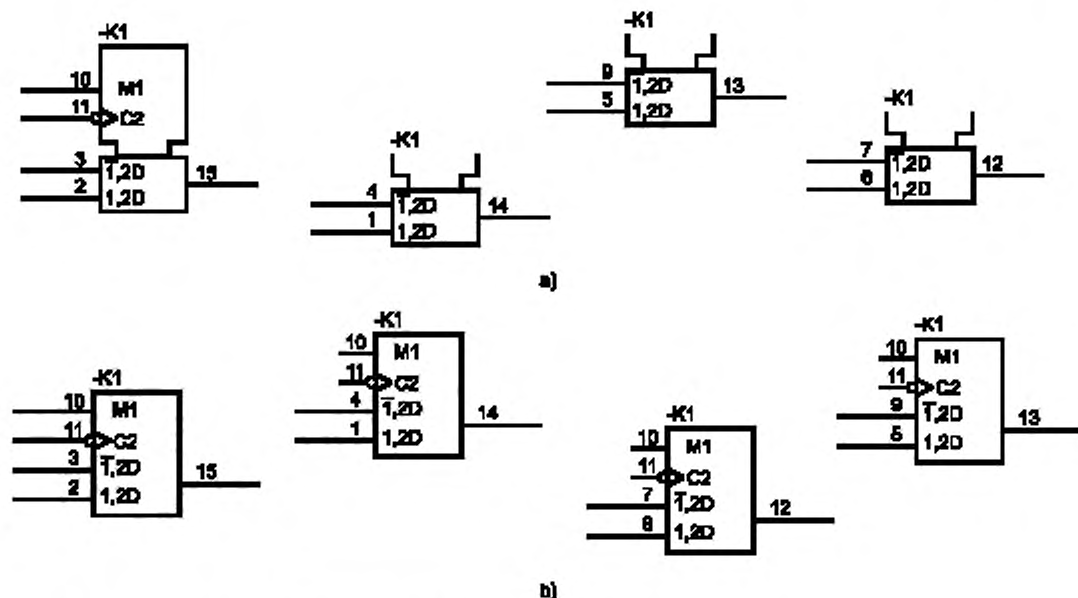 -K1
10 M1
11 C2
3 1̄,2D 15
2 1,2D
-K1
4 1̄,2D 14
1 1,2D
-K1
9 1̄,2D 13
5 1,2D
-K1
7 1̄,2D 12
6 1,2D
a)
-K1
10 M1
11 C2
3 1̄,2D 15
2 1,2D
-K1
10 M1
11 C2
4 1̄,2D 14
1 1,2D
-K1
10 M1
11 C2
7 1̄,2D 12
6 1,2D
-K1
10 M1
11 C2
9 1̄,2D 13
5 1,2D
b)